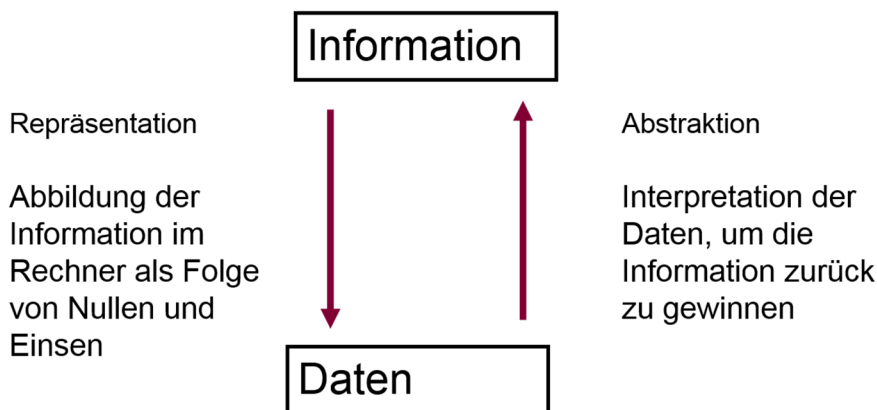 Information
Repräsentation
Abbildung der
Information im
Rechner als Folge
von Nullen und
Einsen
Abstraktion
Interpretation der
Daten, um die
Information zurück
zu gewinnen
Daten